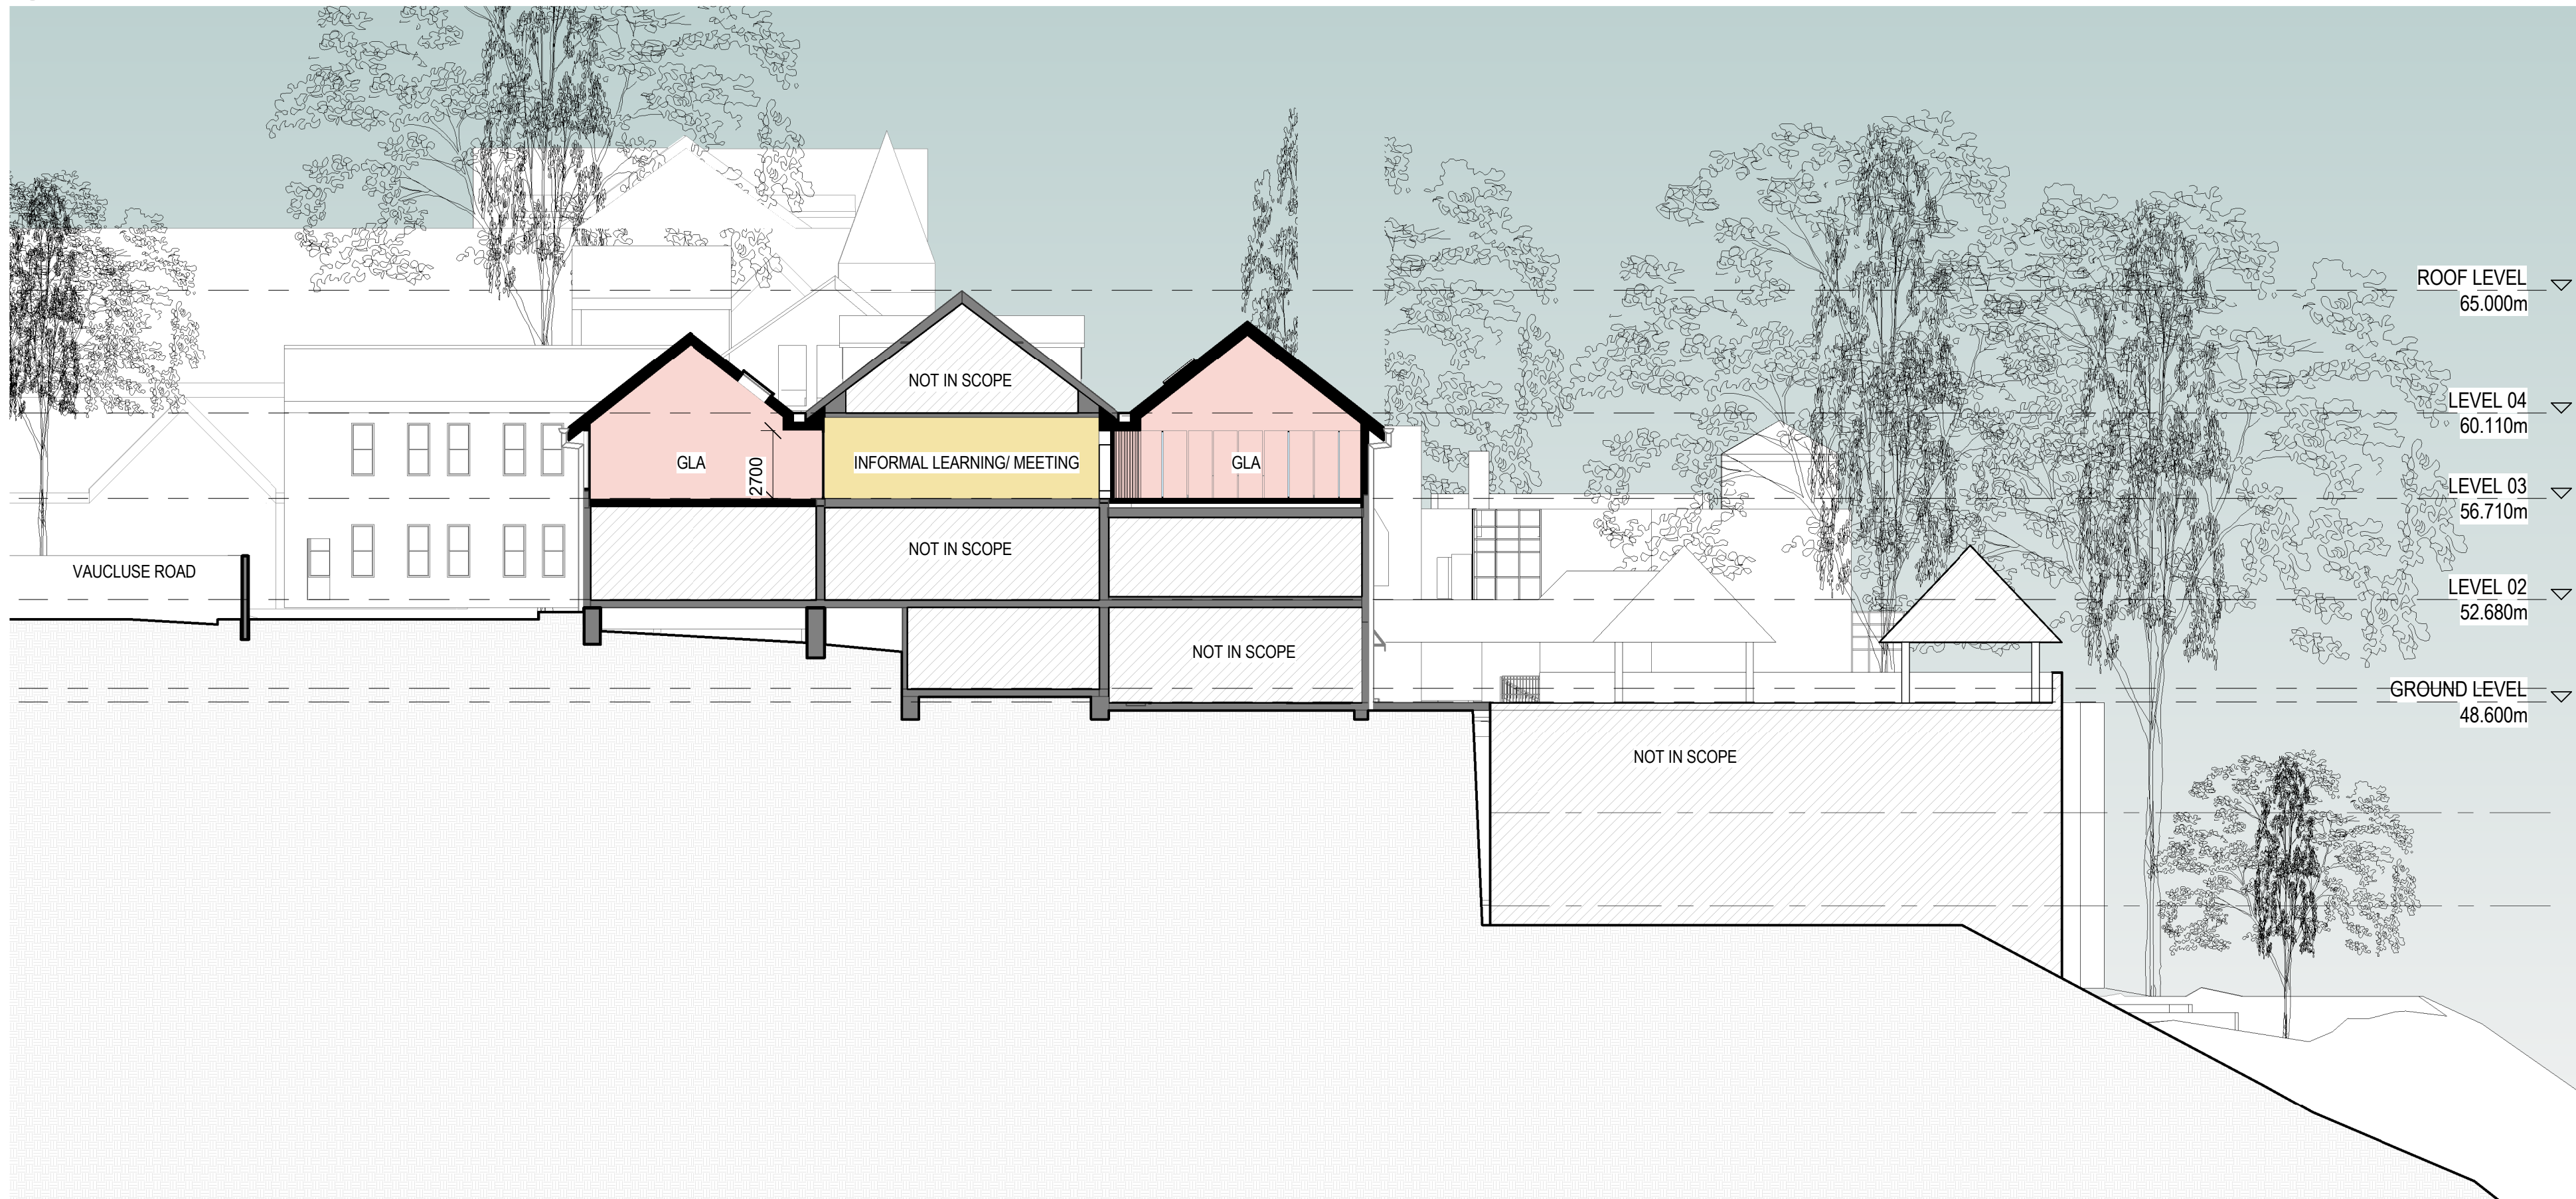 ROOF LEVEL
65.000m
NOT IN SCOPE
LEVEL 04
60.110m
GLA
2700
INFORMAL LEARNING/ MEETING
GLA
LEVEL 03
56.710m
NOT IN SCOPE
VAUCLUSE ROAD
LEVEL 02
52.680m
NOT IN SCOPE
GROUND LEVEL
48.600m
NOT IN SCOPE